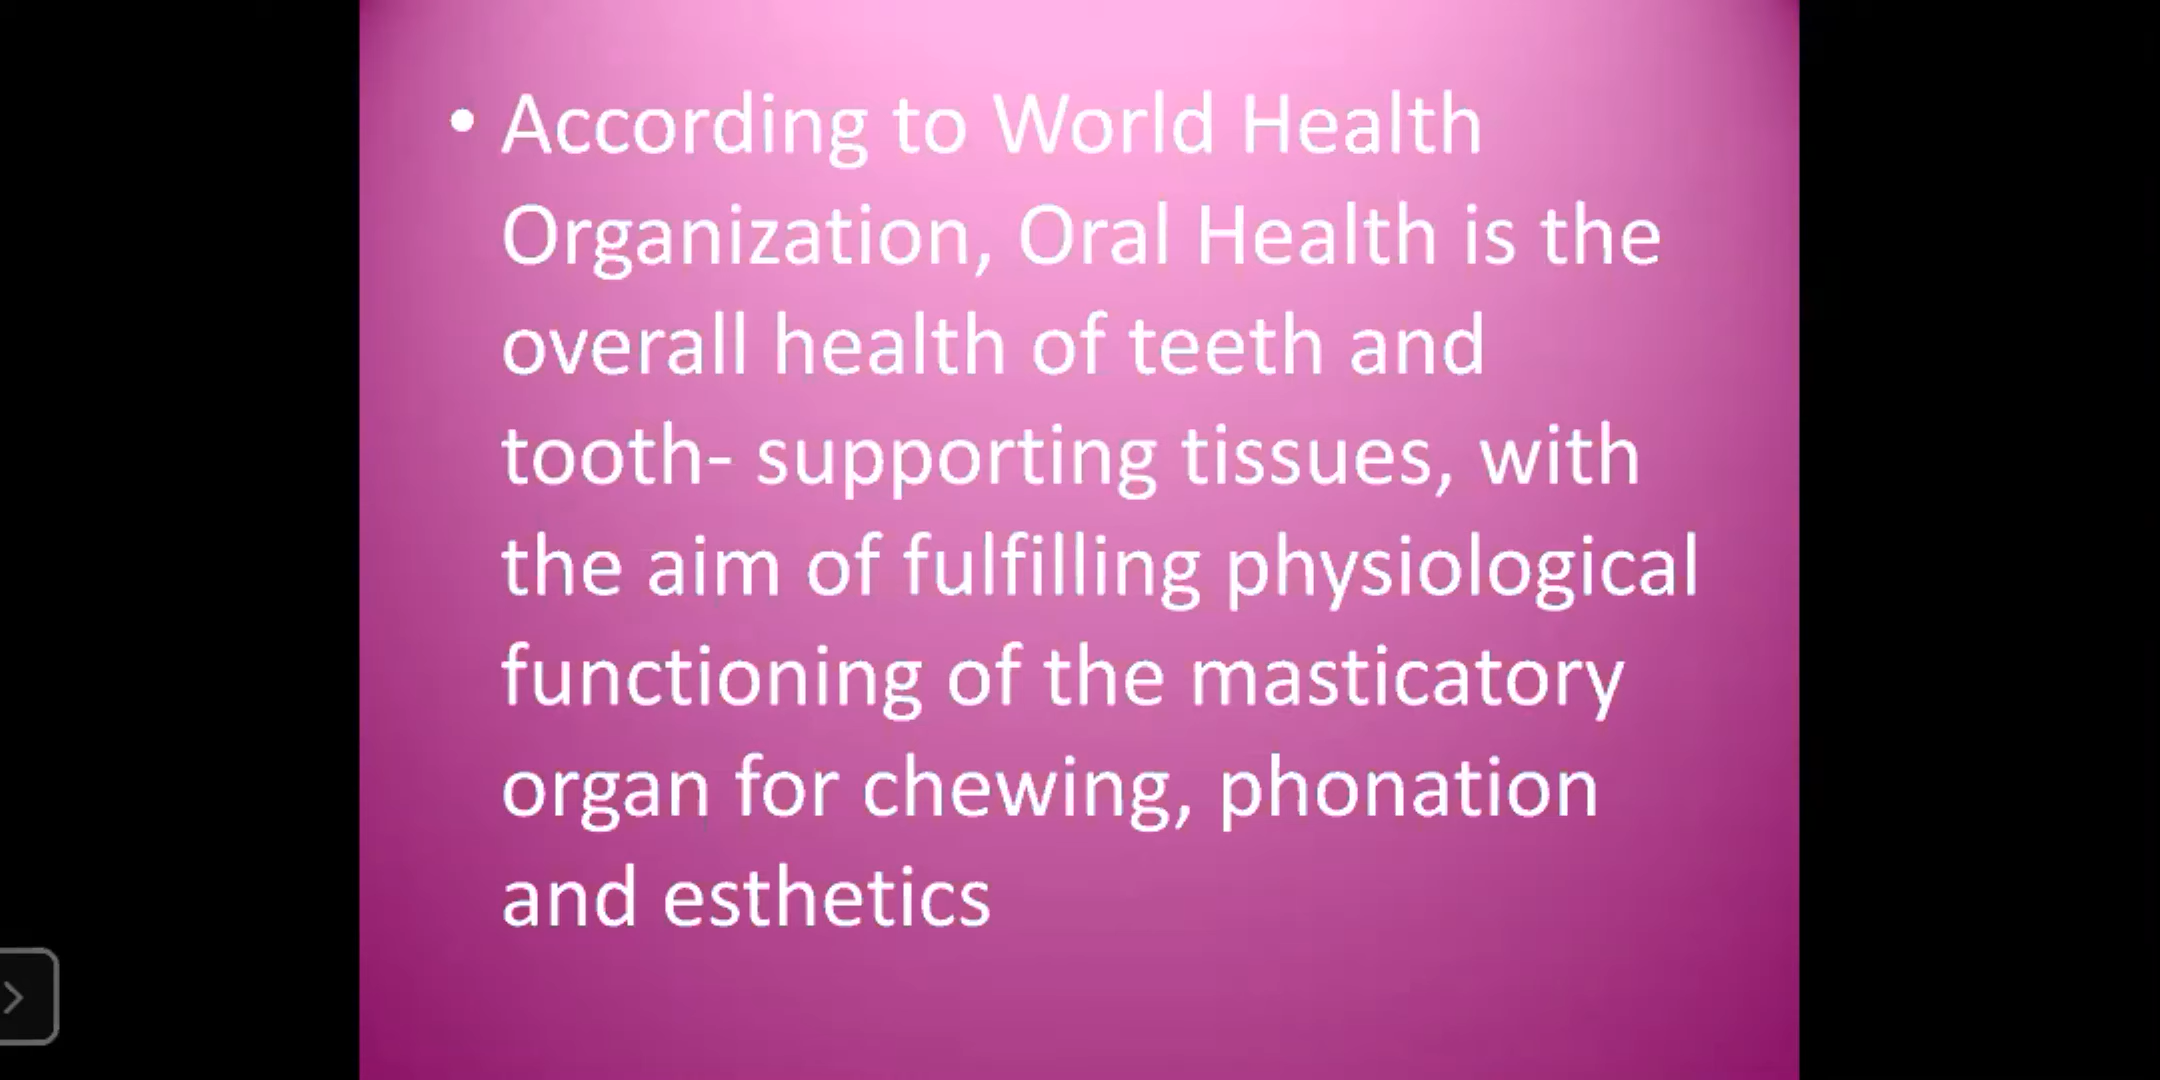 • According to World Health
Organization, Oral Health is the
overall health of teeth and
tooth- supporting tissues, with
the aim of fulfilling physiological
functioning of the masticatory
organ for chewing, phonation
and esthetics